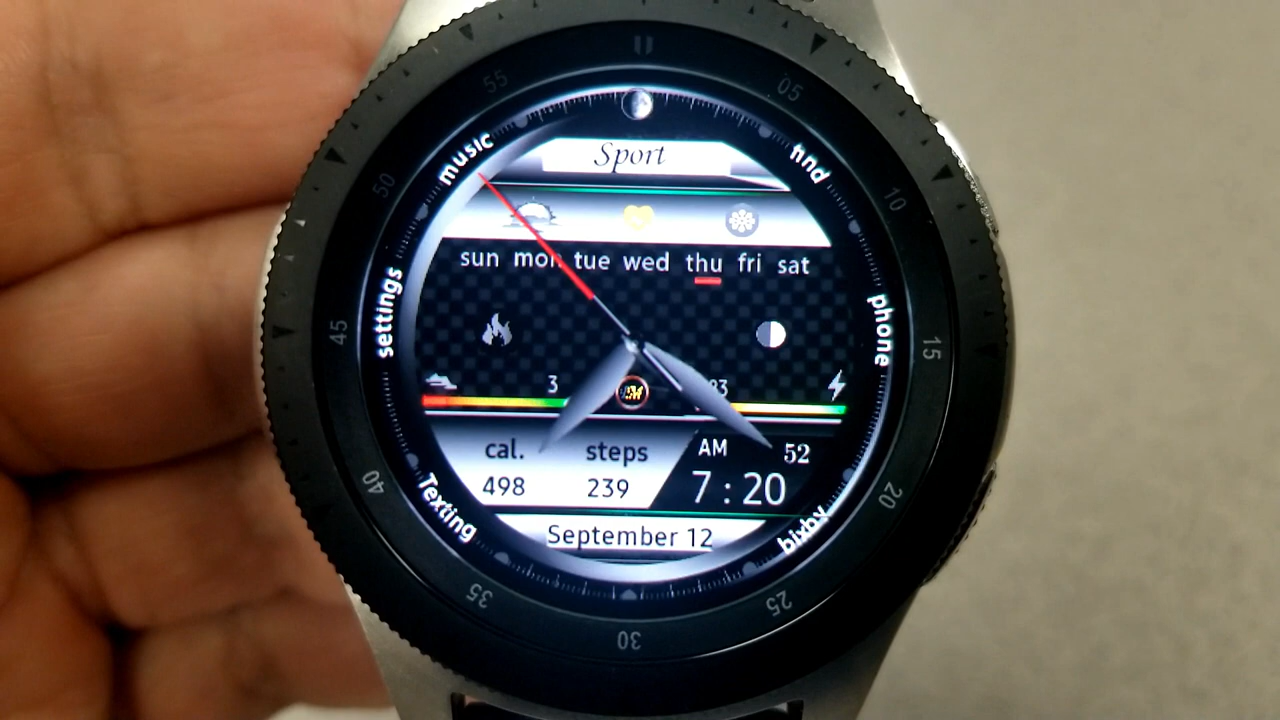 55
05
music
Sport
find
50
10
sun mon tue wed thu fri sat
settings
phone
45
15
3
cal.
steps
AM
52
498
239
7 : 20
40
20
Texting
bixby
September 12
35
25
30